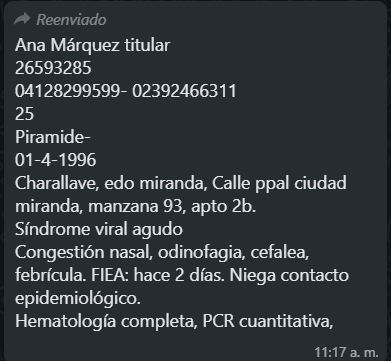 Reenviado
Ana Márquez titular
26593285
04128299599- 02392466311
25
Piramide-
01-4-1996
Charallave, edo miranda, Calle ppal ciudad
miranda, manzana 93, apto 2b.
Síndrome viral agudo
Congestión nasal, odinofagia, cefalea,
febrícula. FIEA: hace 2 días. Niega contacto
epidemiológico.
Hematología completa, PCR cuantitativa,
11:17 a. m.